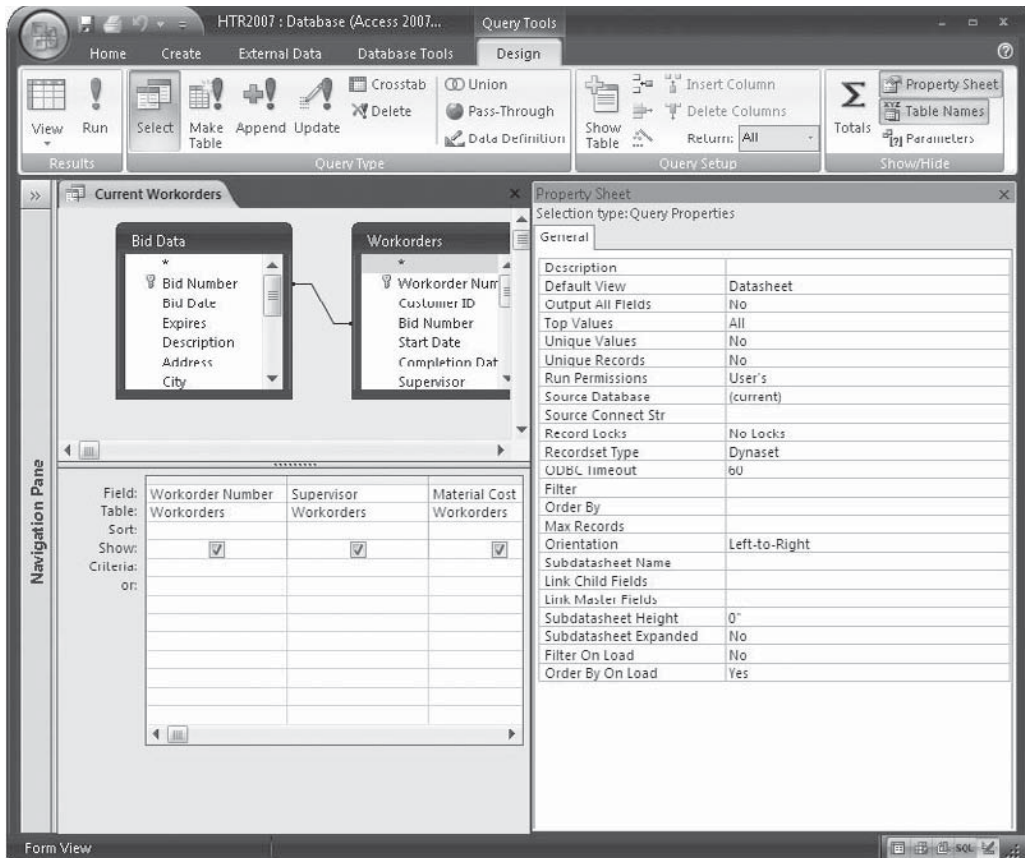 HTR2007 : Database (Access 2007...
Query Tools
Home Create External Data Database Tools Design
View
Run
Results
Select
Make Table
Append
Update
Crosstab
Delete
Union
Pass-Through
Data Definition
Query Type
Show Table
Insert Column
Delete Columns
Return: All
Query Setup
Totals
Property Sheet
Table Names
Parameters
Show/Hide
Navigation Pane
Current Workorders
Bid Data
*
Bid Number
Bid Date
Expires
Description
Address
City
Workorders
*
Workorder Num
Customer ID
Bid Number
Start Date
Completion Dat
Supervisor
Field: Workorder Number Supervisor Material Cost
Table: Workorders Workorders Workorders
Sort:
Show:
Criteria:
or:
Property Sheet
Selection type: Query Properties
General
Description
Default View Datasheet
Output All Fields No
Top Values All
Unique Values No
Unique Records No
Run Permissions User's
Source Database (current)
Source Connect Str
Record Locks No Locks
Recordset Type Dynaset
ODBC Timeout 60
Filter
Order By
Max Records
Orientation Left-to-Right
Subdatasheet Name
Link Child Fields
Link Master Fields
Subdatasheet Height 0"
Subdatasheet Expanded No
Filter On Load No
Order By On Load Yes
Form View
SQL